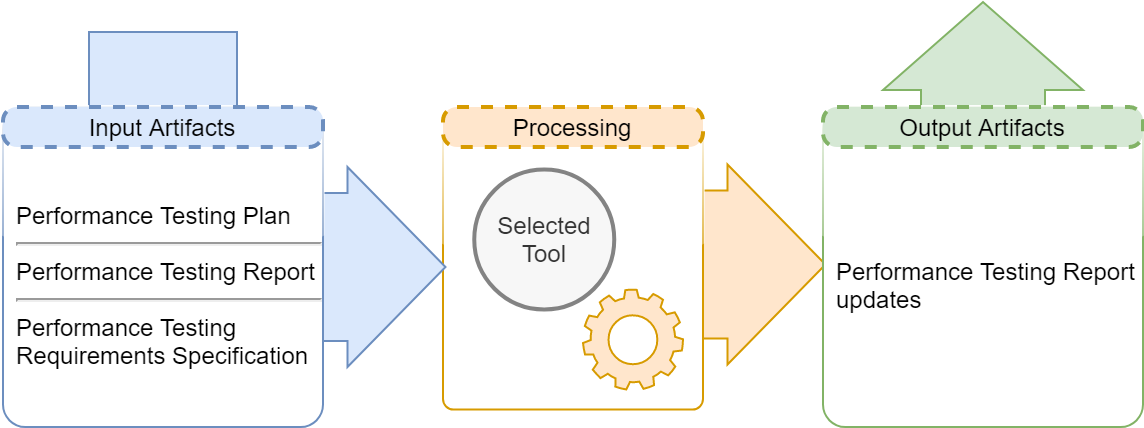 Input Artifacts
Performance Testing Plan
Performance Testing Report
Performance Testing
Requirements Specification
Processing
Selected
Tool
Output Artifacts
Performance Testing Report
updates